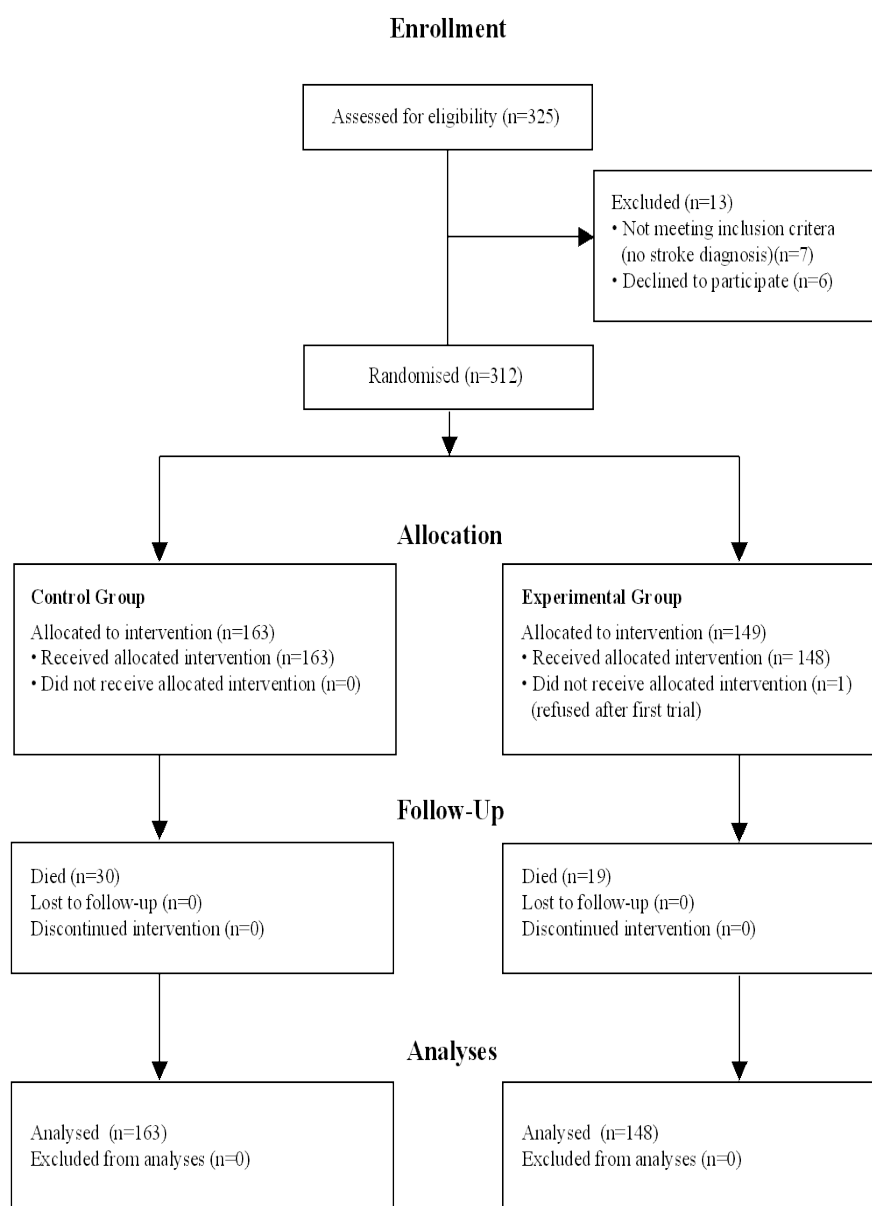 Enrollment
Assessed for eligibility (n=325)
Excluded (n=13)
• Not meeting inclusion critera
(no stroke diagnosis)(n=7)
• Declined to participate (n=6)
Randomised (n=312)
Allocation
Control Group
Allocated to intervention (n=163)
• Received allocated intervention (n=163)
• Did not receive allocated intervention (n=0)
Experimental Group
Allocated to intervention (n=149)
• Received allocated intervention (n= 148)
• Did not receive allocated intervention (n=1)
(refused after first trial)
Follow-Up
Died (n=30)
Lost to follow-up (n=0)
Discontinued intervention (n=0)
Died (n=19)
Lost to follow-up (n=0)
Discontinued intervention (n=0)
Analyses
Analysed (n=163)
Excluded from analyses (n=0)
Analysed (n=148)
Excluded from analyses (n=0)